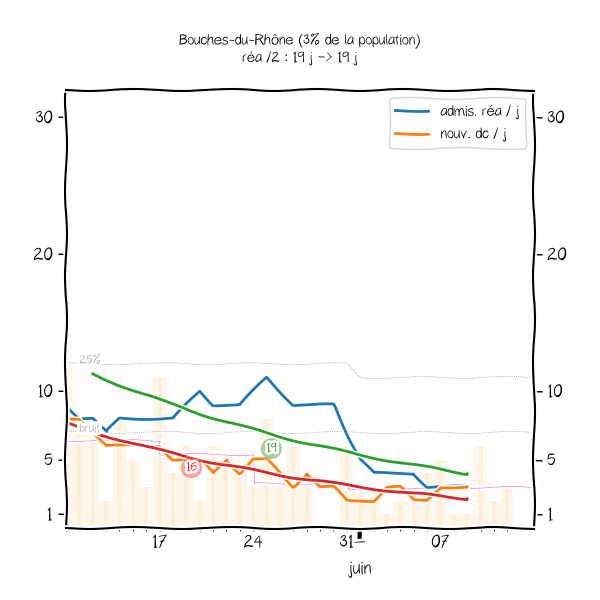 Bouches-du-Rhône (3% de la population)
réa /2 : 19 j -> 19 j
admis. réa / j
nouv. dc / j
30
30
20
20
25%
10
10
bruit
19
5
5
16
1
1
17
24
31
07
juin